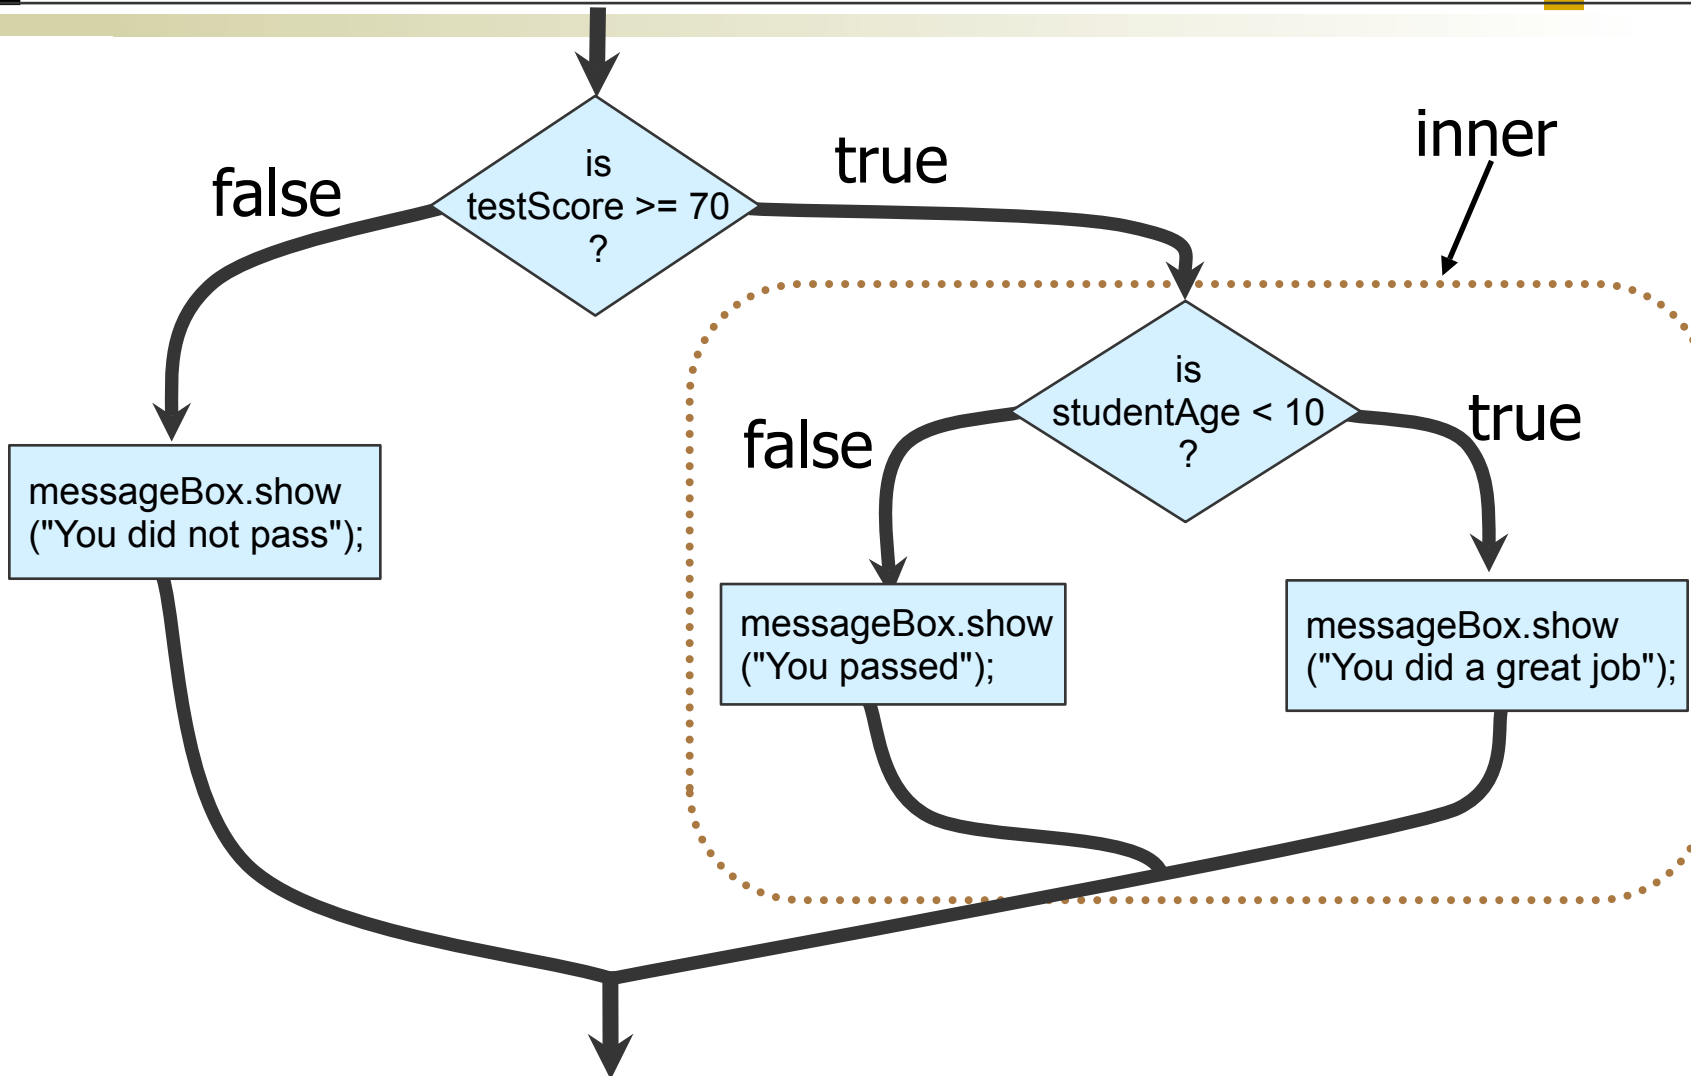 is
testScore >= 70
?
false
true
inner
is
studentAge < 10
?
false
true
messageBox.show
("You did not pass");
messageBox.show
("You passed");
messageBox.show
("You did a great job");